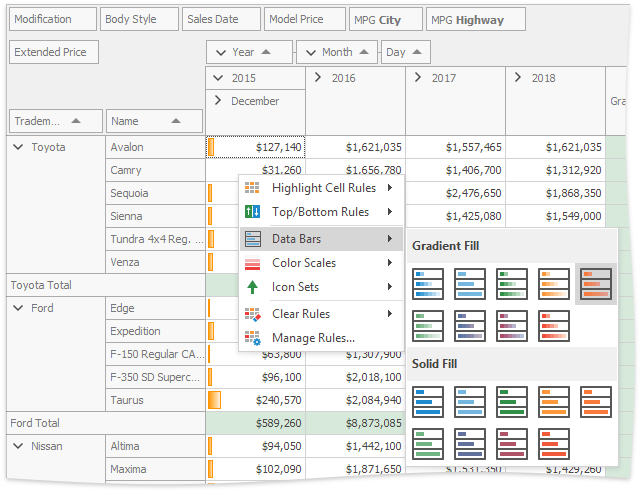 Modification Body Style Sales Date Model Price MPG City MPG Highway
Extended Price Year Month Day
2015 2016 2017 2018
December
Tradem... Name
Toyota Avalon $127,140 $1,621,035 $1,557,465 $1,621,035
Camry $31,260 $1,656,780 $1,406,700 $1,312,920
Sequoia $2,476,650 $1,868,350
Sienna $1,425,080 $1,549,000
Tundra 4x4 Reg. ...
Venza
Toyota Total
Highlight Cell Rules
Top/Bottom Rules
Data Bars
Color Scales
Icon Sets
Clear Rules
Manage Rules...
Gradient Fill
Solid Fill
Ford Edge
Expedition
F-150 Regular CA... $63,800 $1,307,900
F-350 SD Superc... $96,100 $2,018,100
Taurus $240,570 $2,084,940
Ford Total $589,260 $8,873,085
Nissan Altima $94,050 $1,442,100
Maxima $102,090 $1,871,650 $1,531,350 $1,429,260